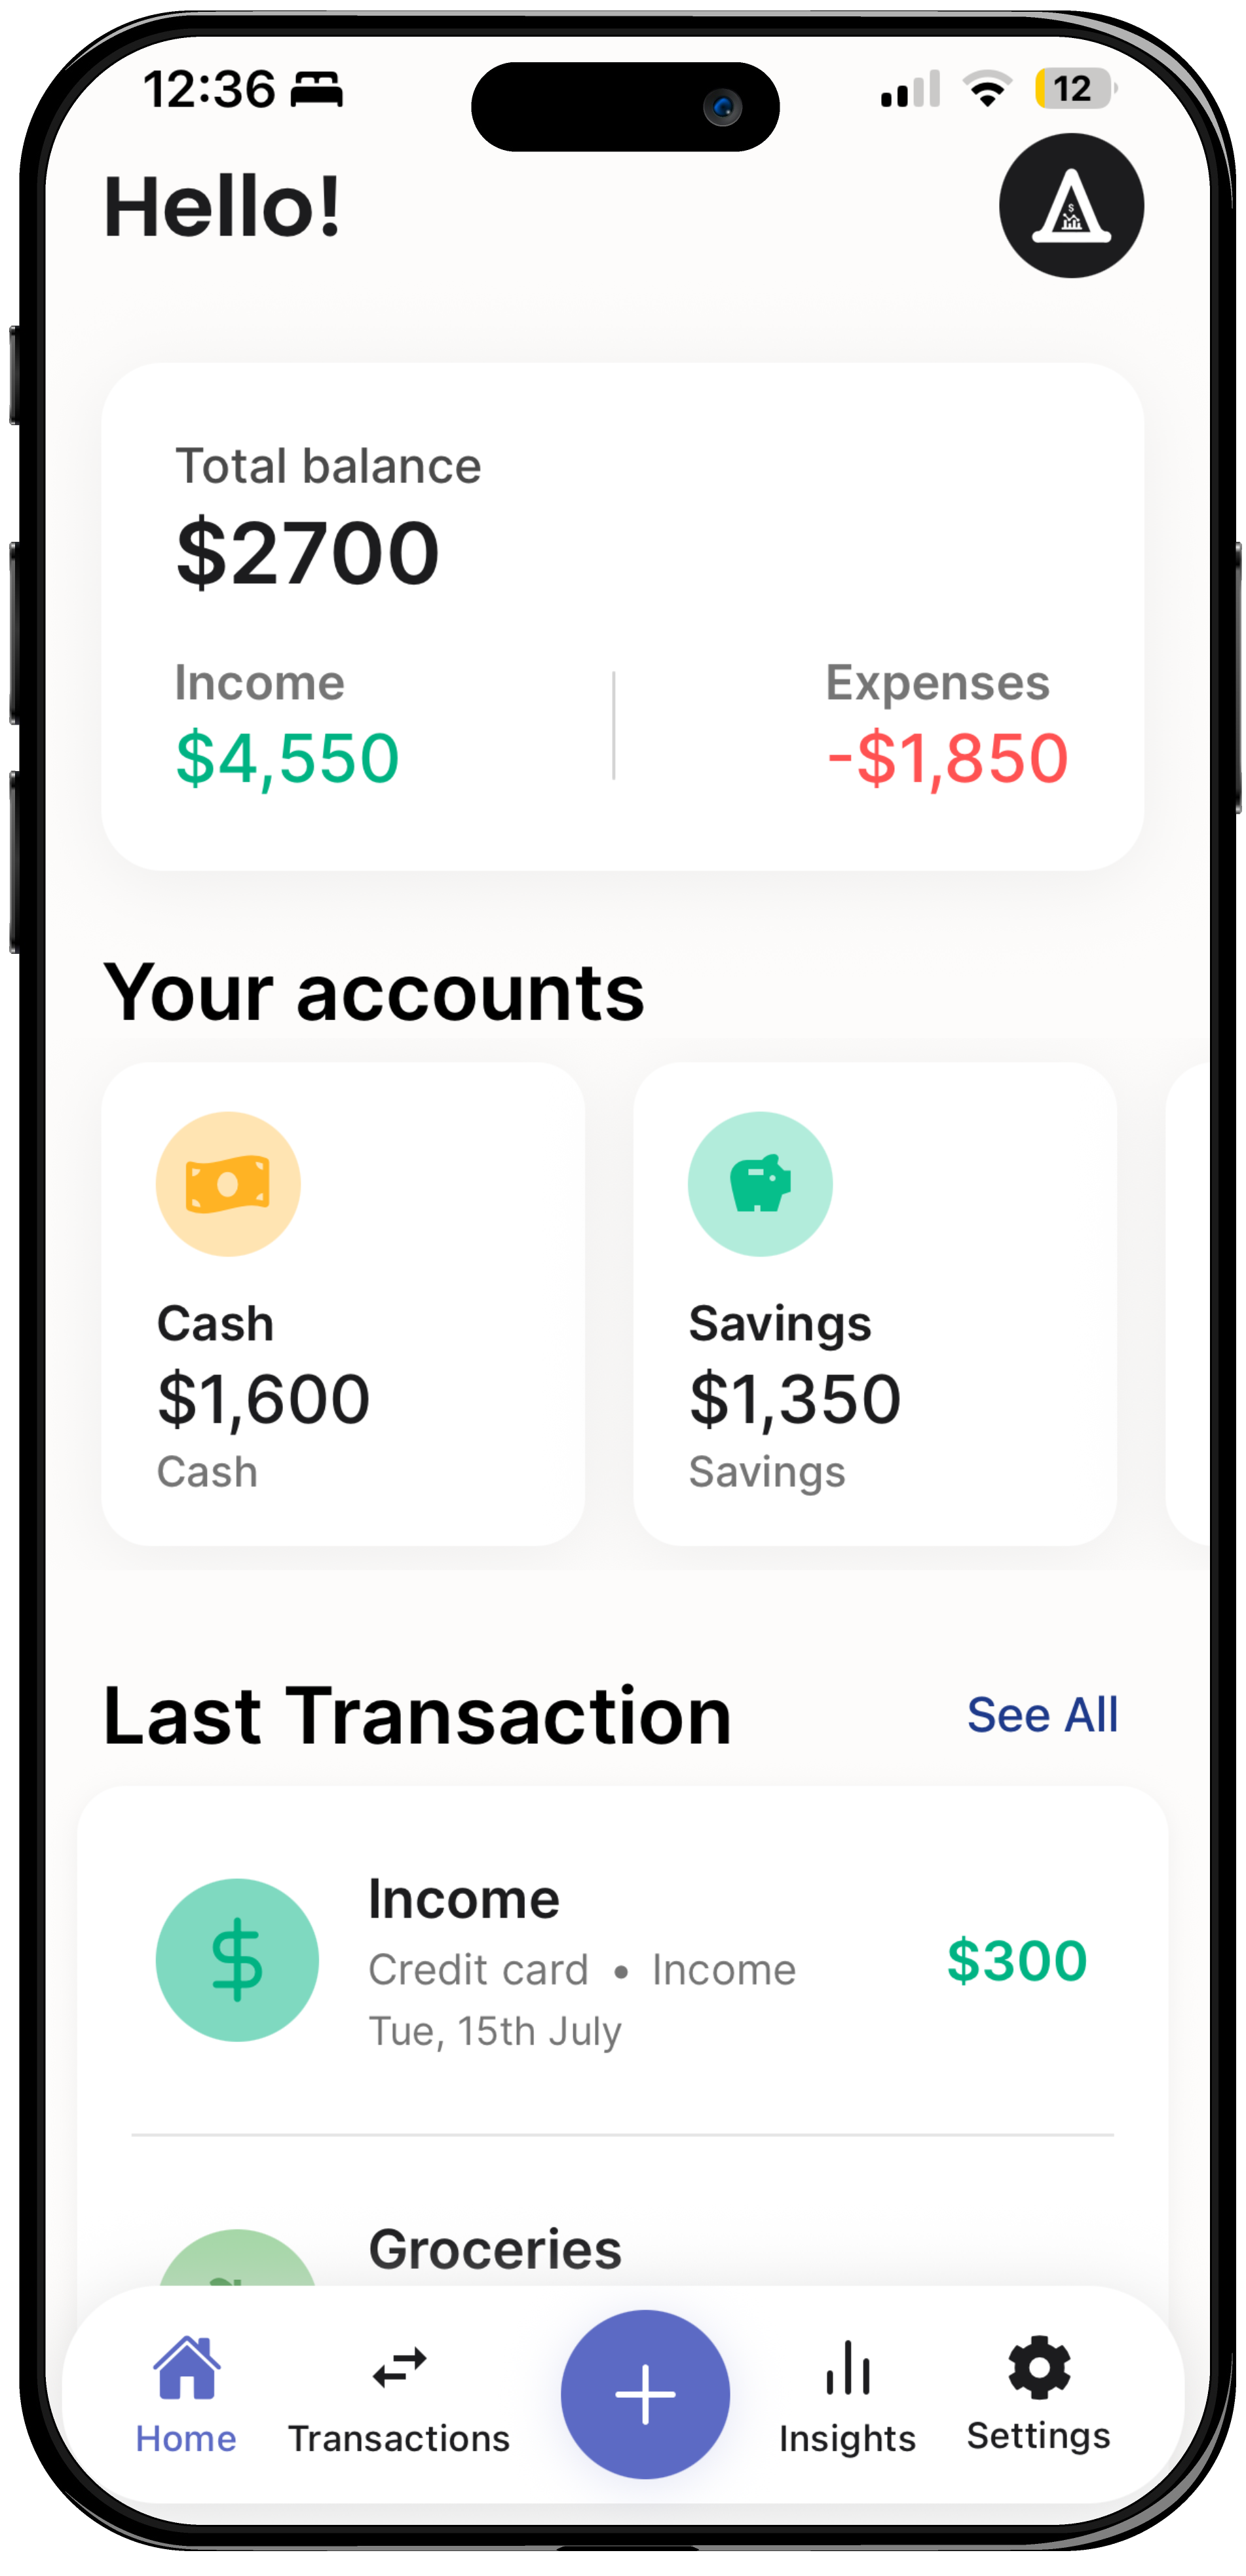 12:36
12
Hello!
Total balance
$2700
Income
Expenses
$4,550
-$1,850
Your accounts
Cash
$1,600
Cash
Savings
$1,350
Savings
Last Transaction
See All
Income
Credit card • Income
Tue, 15th July
$300
Groceries
Home
Transactions
Insights
Settings